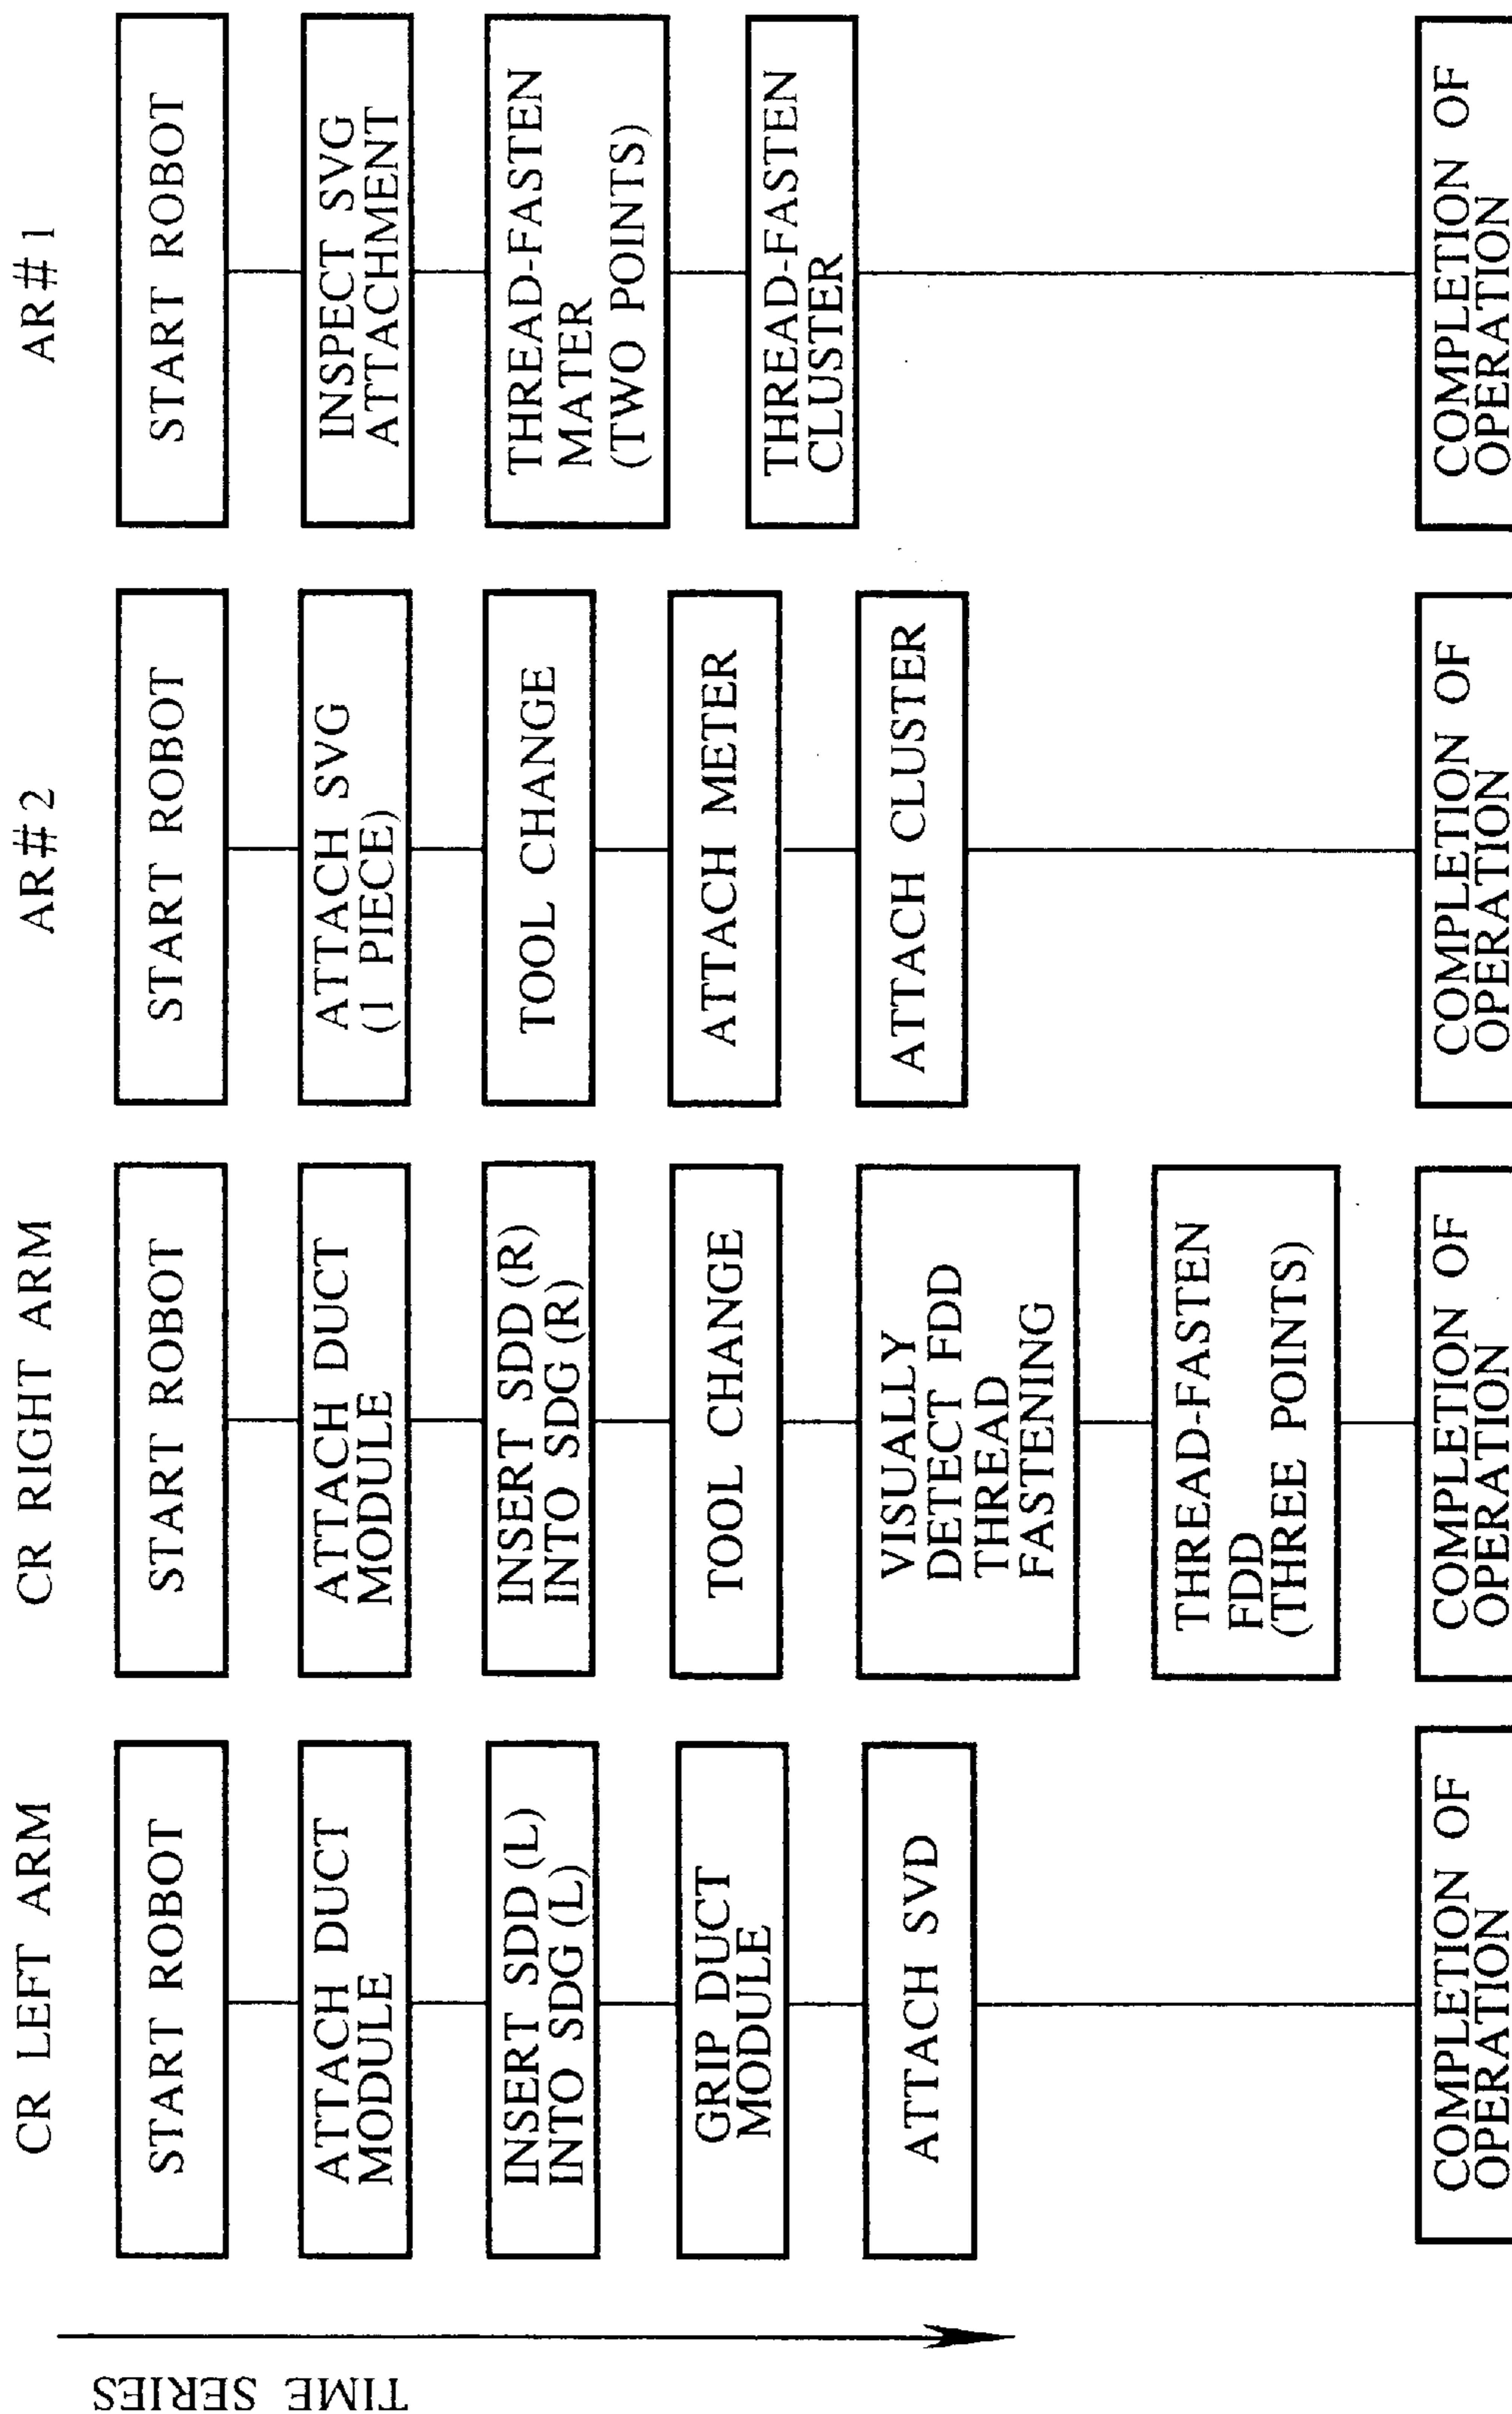 TIME SERIES
CR LEFT ARM
START ROBOT
ATTACH DUCT
MODULE
INSERT SDD (L)
INTO SDG (L)
GRIP DUCT
MODULE
ATTACH SVD
COMPLETION OF
OPERATION
CR RIGHT ARM
START ROBOT
ATTACH DUCT
MODULE
INSERT SDD (R)
INTO SDG (R)
TOOL CHANGE
VISUALLY
DETECT FDD
THREAD
FASTENING
THREAD-FASTEN
FDD
(THREE POINTS)
COMPLETION OF
OPERATION
AR#2
START ROBOT
ATTACH SVG
(1 PIECE)
TOOL CHANGE
ATTACH METER
ATTACH CLUSTER
COMPLETION OF
OPERATION
AR#1
START ROBOT
INSPECT SVG
ATTACHMENT
THREAD-FASTEN
MATER
(TWO POINTS)
THREAD-FASTEN
CLUSTER
COMPLETION OF
OPERATION